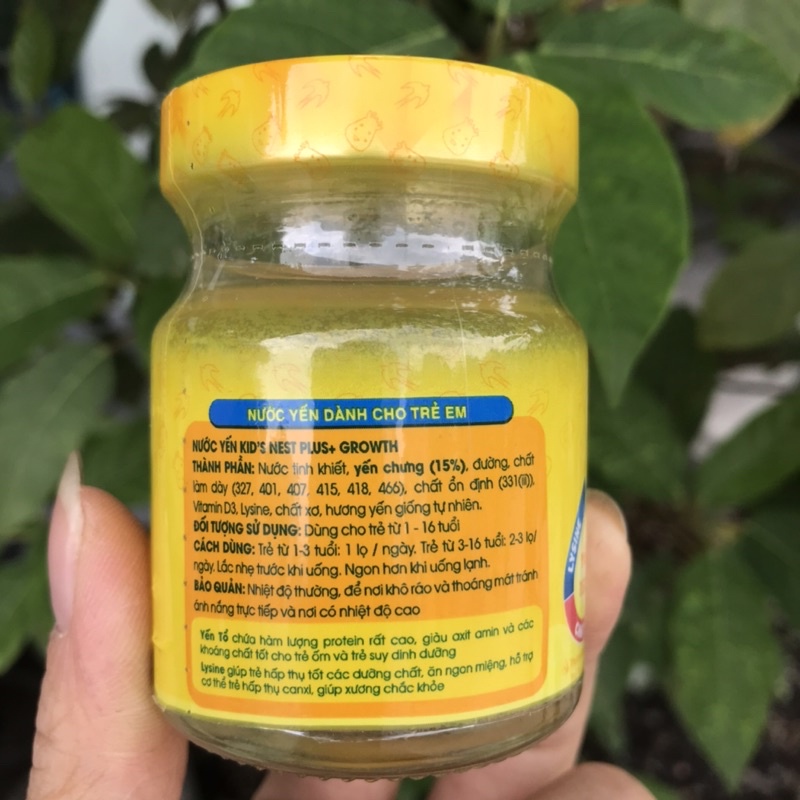 NƯỚC YẾN DÀNH CHO TRẺ EM
NƯỚC YẾN KID'S NEST PLUS+ GROWTH
THÀNH PHẦN: Nước tinh khiết, yến chưng (15%), đường, chất
làm dày (327, 401, 407, 415, 418, 466), chất ổn định (331(iii)),
Vitamin D3, Lysine, chất xơ, hương yến giống tự nhiên.
ĐỐI TƯỢNG SỬ DỤNG: Dùng cho trẻ từ 1 - 16 tuổi
CÁCH DÙNG: Trẻ từ 1-3 tuổi: 1 lọ / ngày. Trẻ từ 3-16 tuổi: 2-3 lọ/
ngày. Lắc nhẹ trước khi uống. Ngon hơn khi uống lạnh.
BẢO QUẢN: Nhiệt độ thường, để nơi khô ráo và thoáng mát tránh
ánh nắng trực tiếp và nơi có nhiệt độ cao
Yến Tổ chứa hàm lượng protein rất cao, giàu axit amin và các
khoáng chất tốt cho trẻ ốm và trẻ suy dinh dưỡng
Lysine giúp trẻ hấp thụ tốt các dưỡng chất, ăn ngon miệng, hỗ trợ
cơ thể trẻ hấp thụ canxi, giúp xương chắc khỏe
LYSINE